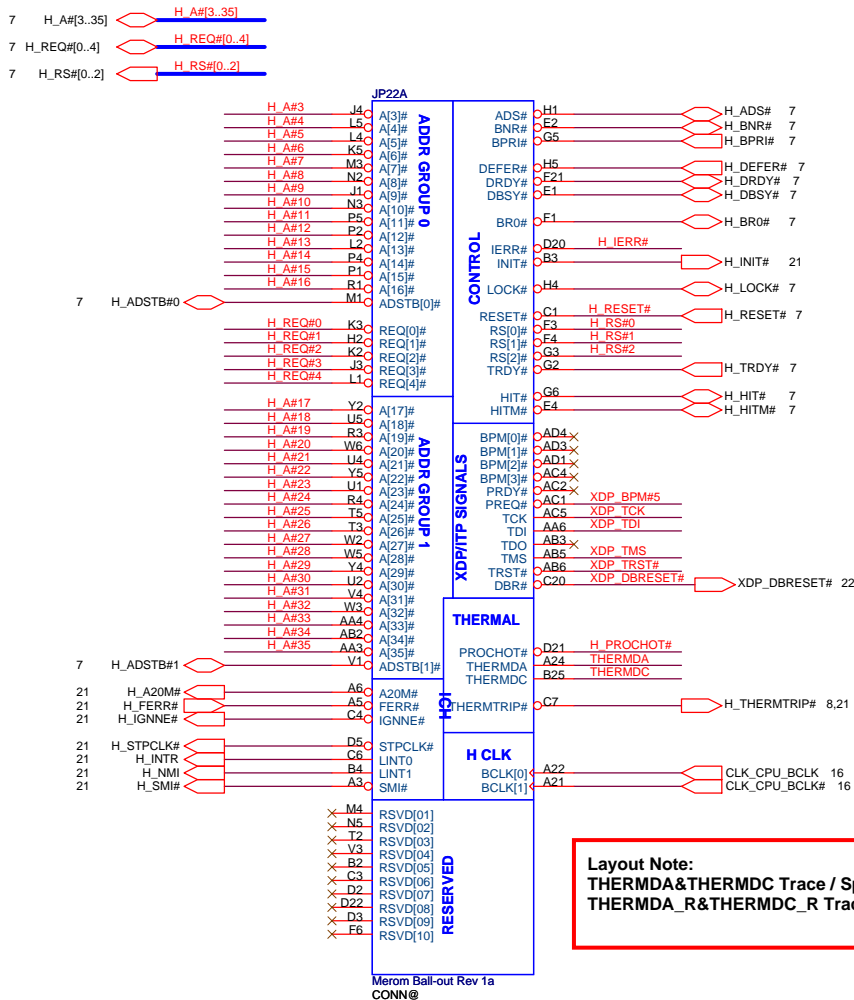 7 H_A#[3..35] H_A#[3..35]
7 H_REQ#[0..4] H_REQ#[0..4]
7 H_RS#[0..2] H_RS#[0..2]
JP22A
H_A#3 J4 A[3]#
H_A#4 L5 A[4]#
H_A#5 L4 A[5]#
H_A#6 K5 A[6]#
H_A#7 M3 A[7]#
H_A#8 N2 A[8]#
H_A#9 J1 A[9]#
H_A#10 N3 A[10]#
H_A#11 P5 A[11]#
H_A#12 P2 A[12]#
H_A#13 L2 A[13]#
H_A#14 P4 A[14]#
H_A#15 P1 A[15]#
H_A#16 R1 A[16]#
7 H_ADSTB#0 M1 ADSTB[0]#
H_REQ#0 K3 REQ[0]#
H_REQ#1 H2 REQ[1]#
H_REQ#2 K2 REQ[2]#
H_REQ#3 J3 REQ[3]#
H_REQ#4 L1 REQ[4]#
ADDR GROUP 0
H_A#17 Y2 A[17]#
H_A#18 U5 A[18]#
H_A#19 R3 A[19]#
H_A#20 W6 A[20]#
H_A#21 U4 A[21]#
H_A#22 Y5 A[22]#
H_A#23 U1 A[23]#
H_A#24 R4 A[24]#
H_A#25 T5 A[25]#
H_A#26 T3 A[26]#
H_A#27 W2 A[27]#
H_A#28 W5 A[28]#
H_A#29 Y4 A[29]#
H_A#30 U2 A[30]#
H_A#31 V4 A[31]#
H_A#32 W3 A[32]#
H_A#33 AA4 A[33]#
H_A#34 AB2 A[34]#
H_A#35 AA3 A[35]#
7 H_ADSTB#1 V1 ADSTB[1]#
ADDR GROUP 1
21 H_A20M# A6 A20M#
21 H_FERR# A5 FERR#
21 H_IGNNE# C4 IGNNE#
21 H_STPCLK# D5 STPCLK#
21 H_INTR C6 LINT0
21 H_NMI B4 LINT1
21 H_SMI# A3 SMI#
ICH
M4 RSVD[01]
N5 RSVD[02]
T2 RSVD[03]
V3 RSVD[04]
B2 RSVD[05]
C3 RSVD[06]
D2 RSVD[07]
D22 RSVD[08]
D3 RSVD[09]
F6 RSVD[10]
RESERVED
CONTROL
ADS# H1 H_ADS# 7
BNR# E2 H_BNR# 7
BPRI# G5 H_BPRI# 7
DEFER# H5 H_DEFER# 7
DRDY# F21 H_DRDY# 7
DBSY# E1 H_DBSY# 7
BR0# F1 H_BR0# 7
IERR# D20 H_IERR#
INIT# B3 H_INIT# 21
LOCK# H4 H_LOCK# 7
RESET# C1 H_RESET# H_RESET# 7
RS[0]# F3 H_RS#0
RS[1]# F4 H_RS#1
RS[2]# G3 H_RS#2
TRDY# G2 H_TRDY# 7
HIT# G6 H_HIT# 7
HITM# E4 H_HITM# 7
XDP/ITP SIGNALS
BPM[0]# AD4
BPM[1]# AD3
BPM[2]# AD1
BPM[3]# AC4
PRDY# AC2
PREQ# AC1 XDP_BPM#5
TCK AC5 XDP_TCK
TDI AA6 XDP_TDI
TDO AB3
TMS AB5 XDP_TMS
TRST# AB6 XDP_TRST#
DBR# C20 XDP_DBRESET# XDP_DBRESET# 22
THERMAL
PROCHOT# D21 H_PROCHOT#
THERMDA A24 THERMDA
THERMDC B25 THERMDC
THERMTRIP# C7 H_THERMTRIP# 8,21
H CLK
BCLK[0] A22 CLK_CPU_BCLK 16
BCLK[1] A21 CLK_CPU_BCLK# 16
Layout Note:
THERMDA&THERMDC Trace / Sp
THERMDA_R&THERMDC_R Trac
Merom Ball-out Rev 1a
CONN@